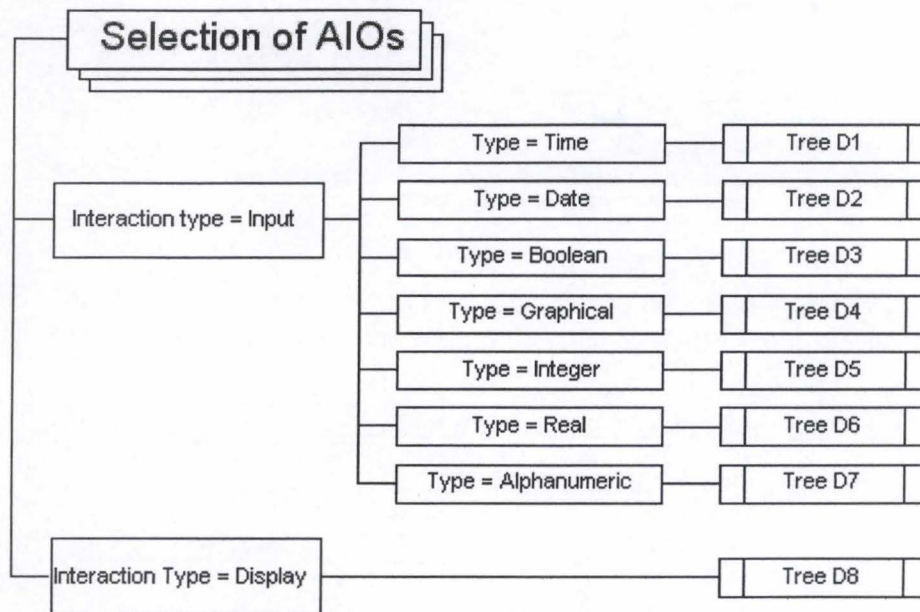 Selection of AIOs
Type = Time
Tree D1
Type = Date
Tree D2
Interaction type = Input
Type = Boolean
Tree D3
Type = Graphical
Tree D4
Type = Integer
Tree D5
Type = Real
Tree D6
Type = Alphanumeric
Tree D7
Interaction Type = Display
Tree D8